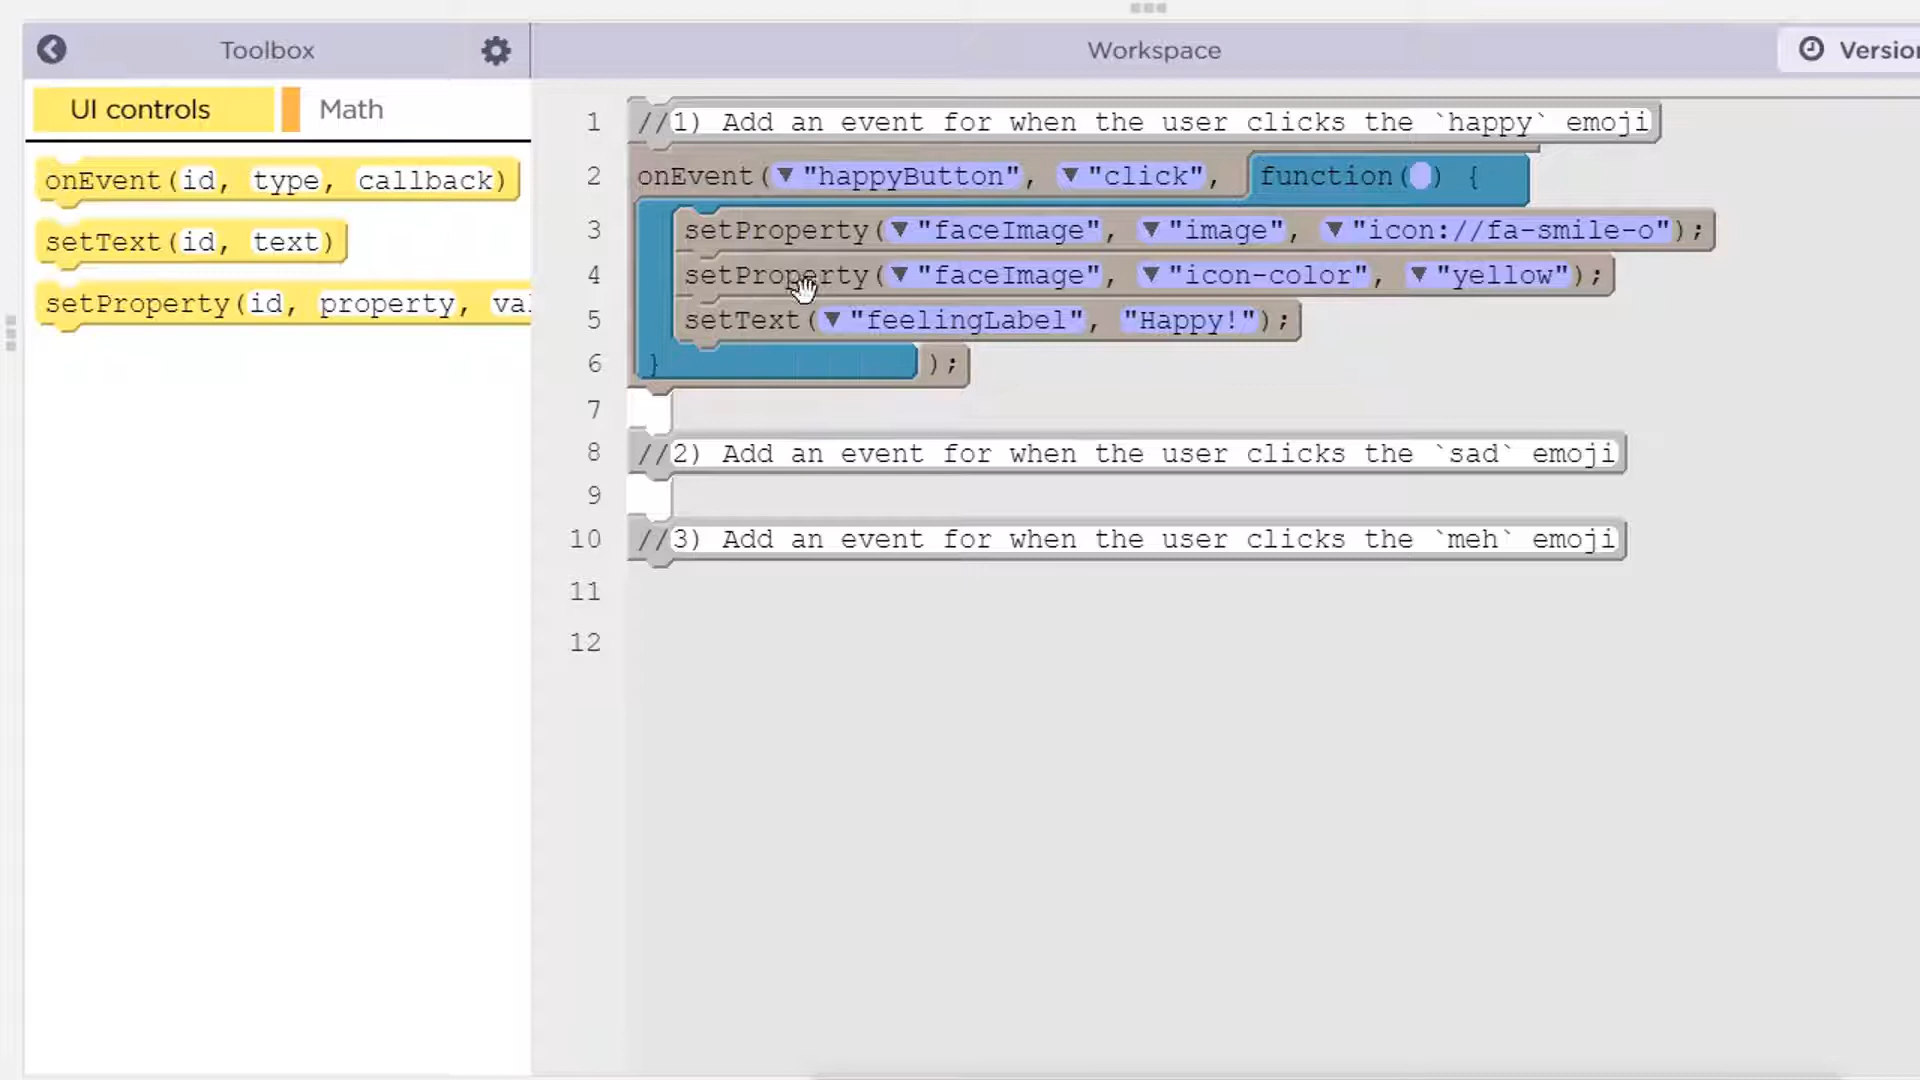 Toolbox
Workspace
Version
UI controls
Math
onEvent(id, type, callback)
setText(id, text)
setProperty(id, property, val
1 //1) Add an event for when the user clicks the `happy` emoji
2 onEvent(▼"happyButton", ▼"click", function( ) {
3 setProperty(▼"faceImage", ▼"image", ▼"icon://fa-smile-o");
4 setProperty(▼"faceImage", ▼"icon-color", ▼"yellow");
5 setText(▼"feelingLabel", "Happy!");
6 } );
7
8 //2) Add an event for when the user clicks the `sad` emoji
9
10 //3) Add an event for when the user clicks the `meh` emoji
11
12